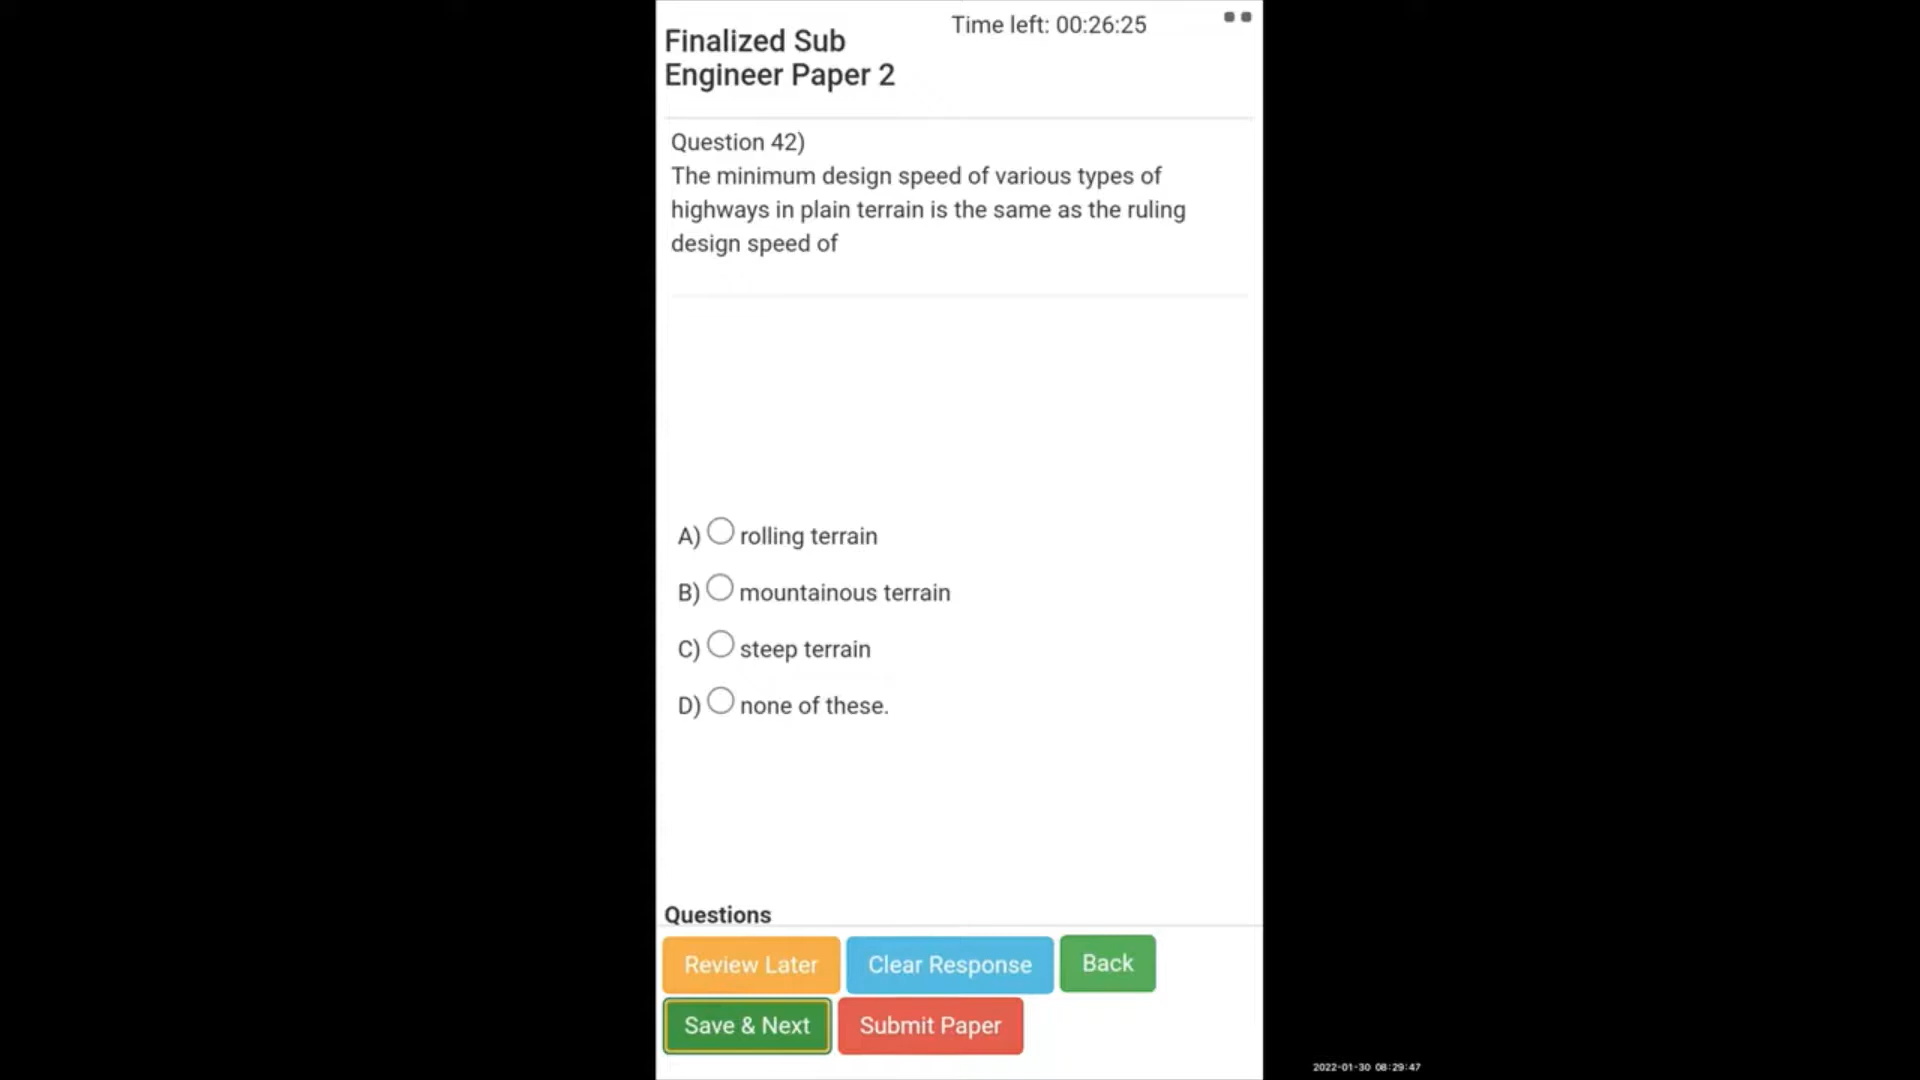 Finalized Sub
Engineer Paper 2
Time left: 00:26:25
Question 42)
The minimum design speed of various types of
highways in plain terrain is the same as the ruling
design speed of
A) rolling terrain
B) mountainous terrain
C) steep terrain
D) none of these.
Questions
Review Later
Clear Response
Back
Save & Next
Submit Paper
2022-01-30 08:29:47